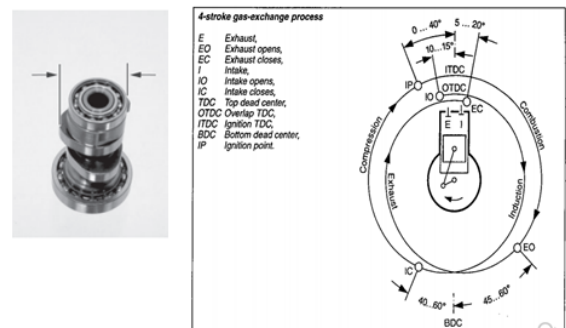 4-stroke gas-exchange process
E Exhaust,
EO Exhaust opens,
EC Exhaust closes,
I Intake,
IO Intake opens,
IC Intake closes,
TDC Top dead center,
OTDC Overlap TDC,
ITDC Ignition TDC,
BDC Bottom dead center,
IP Ignition point.
0 ... 40° 5 ... 20°
10...15°
ITDC
IP
OTDC
IO
EC
E I
Compression
Combustion
Exhaust
Induction
EO
IC
40...60° 45...60°
BDC